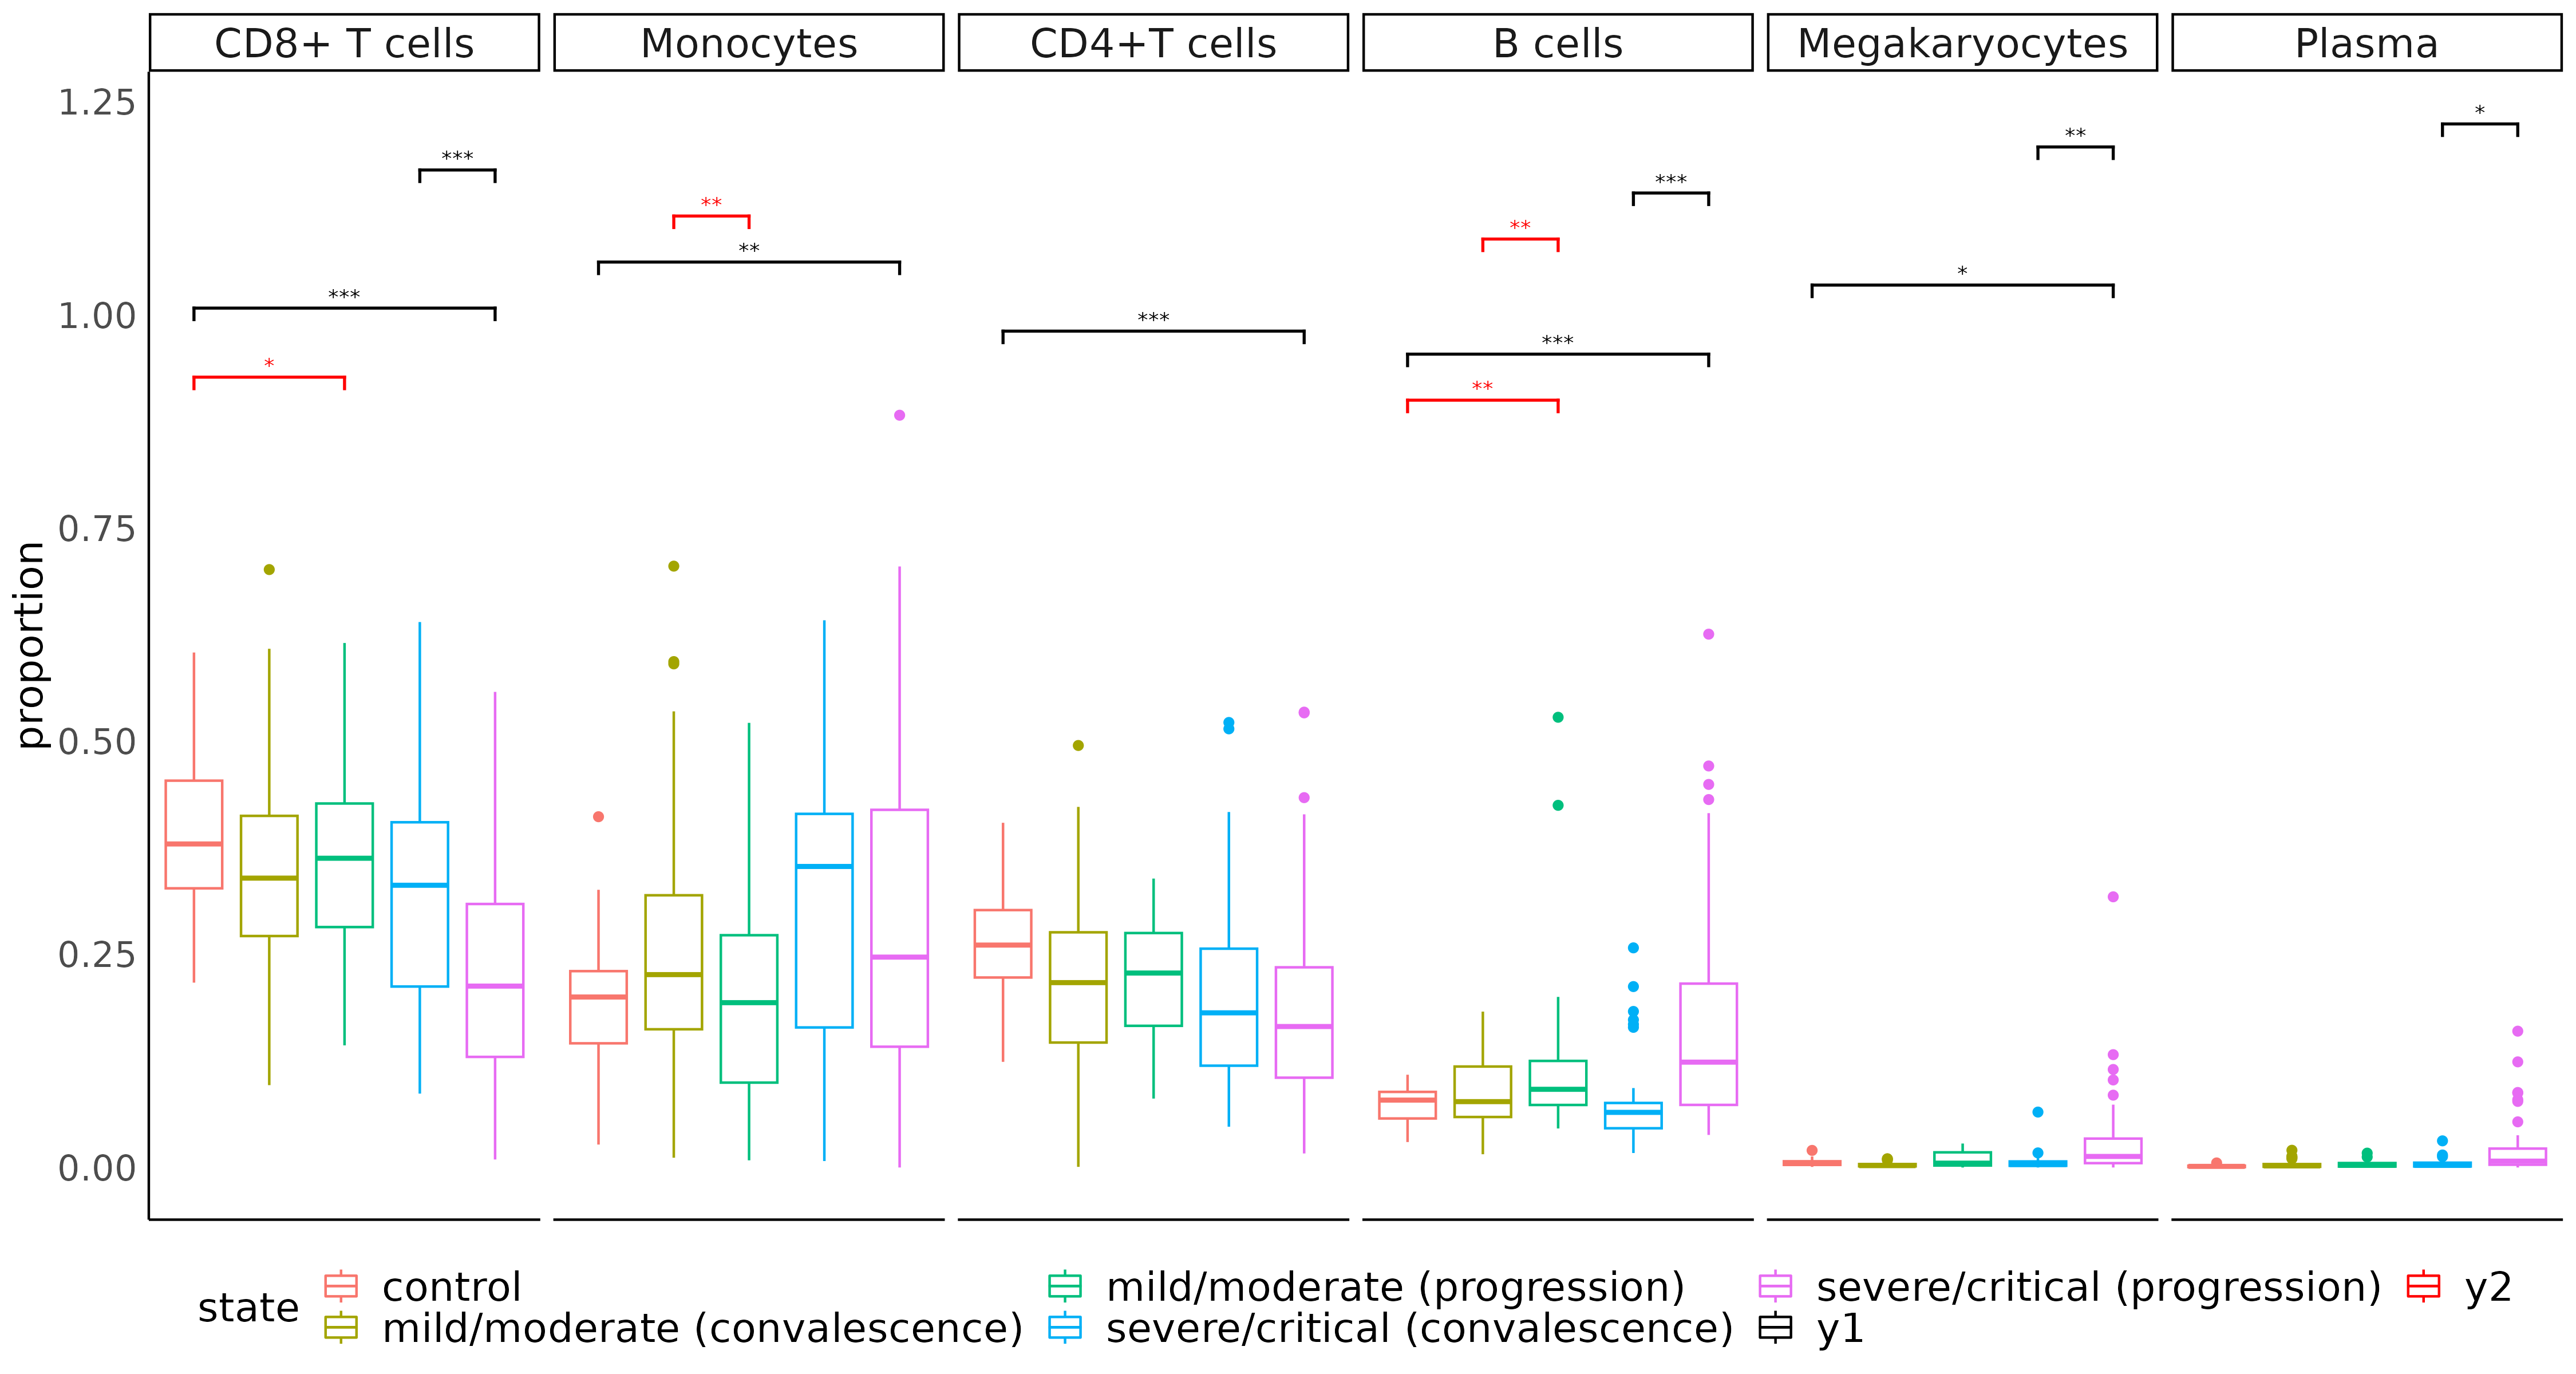 CD8+ T cells
Monocytes
CD4+T cells
B cells
Megakaryocytes
Plasma
1.25
1.00
0.75
0.50
0.25
0.00
proportion
***
***
*
**
**
***
***
**
***
**
**
*
*
state
control
mild/moderate (progression)
severe/critical (progression)
y2
mild/moderate (convalescence)
severe/critical (convalescence)
y1